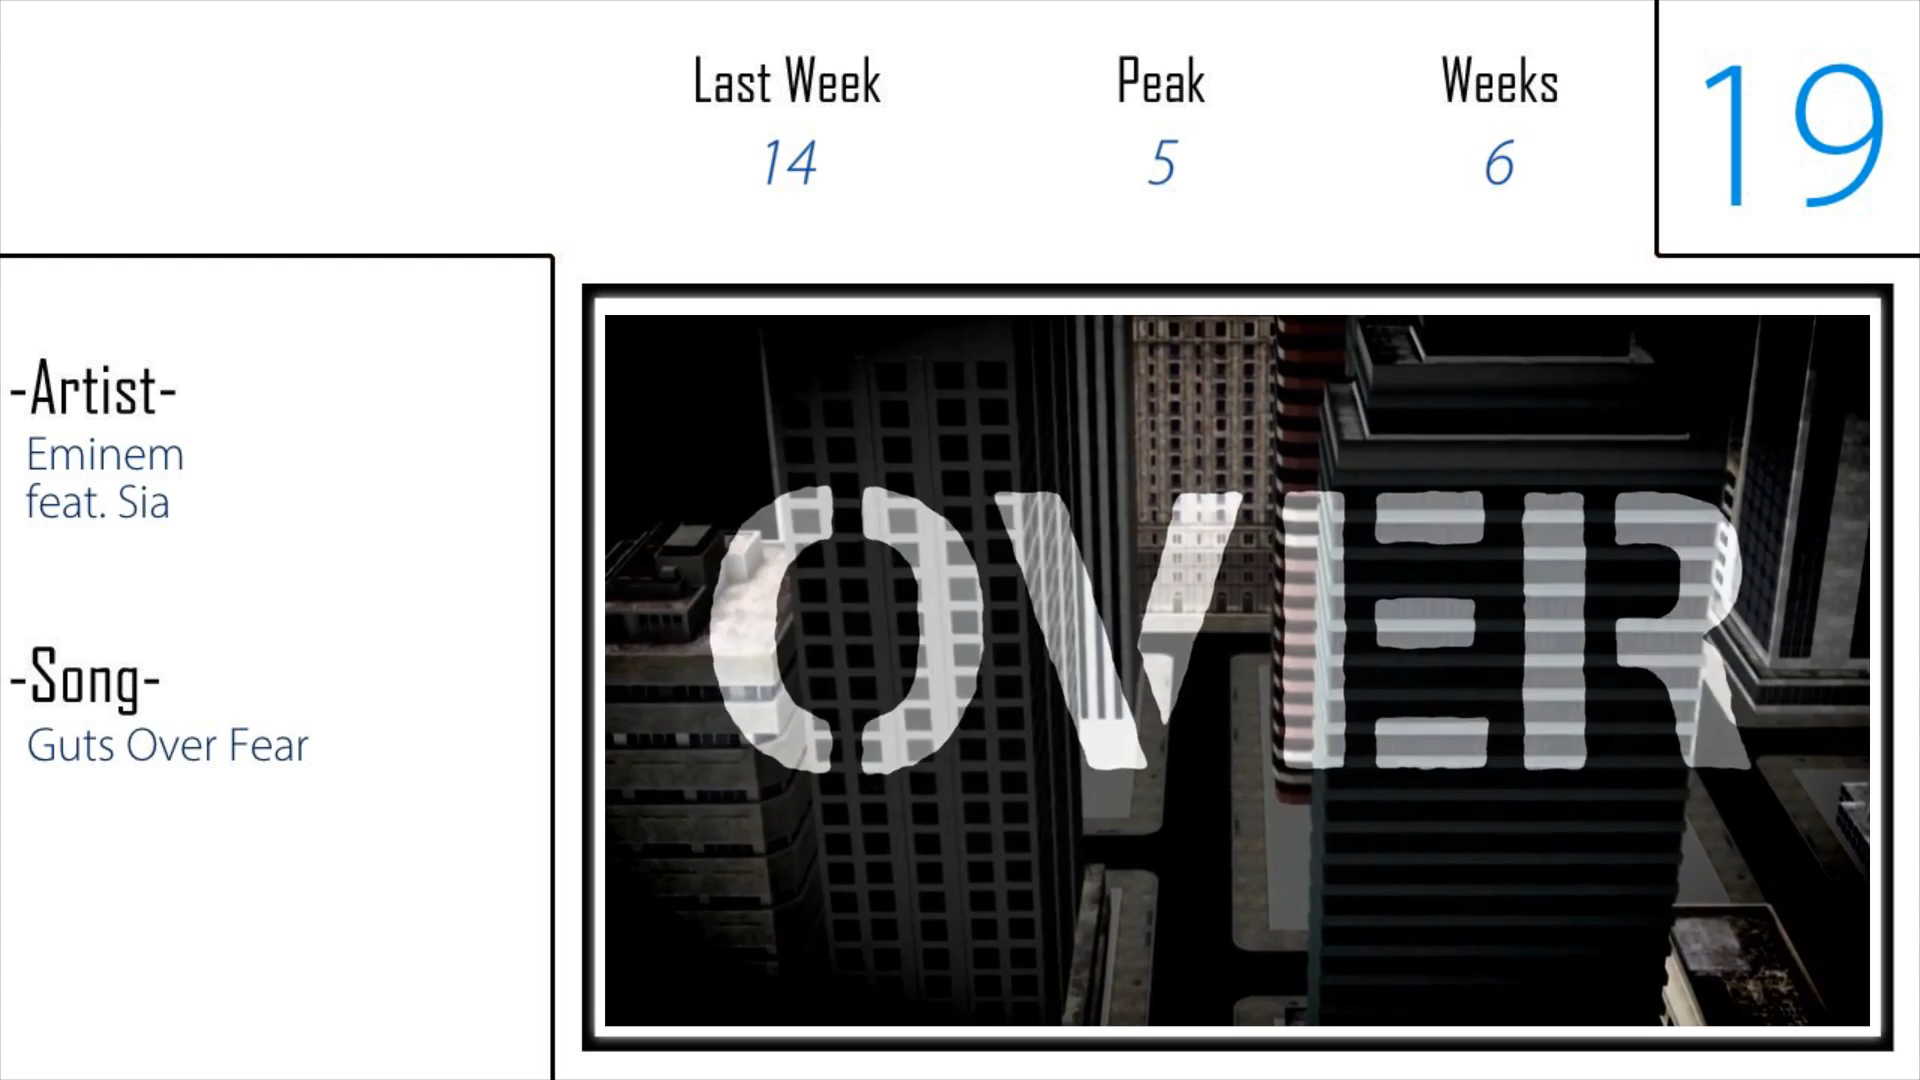 Last Week
Peak
Weeks
19
14
5
6
-Artist-
Eminem
feat. Sia
-Song-
Guts Over Fear
OVER